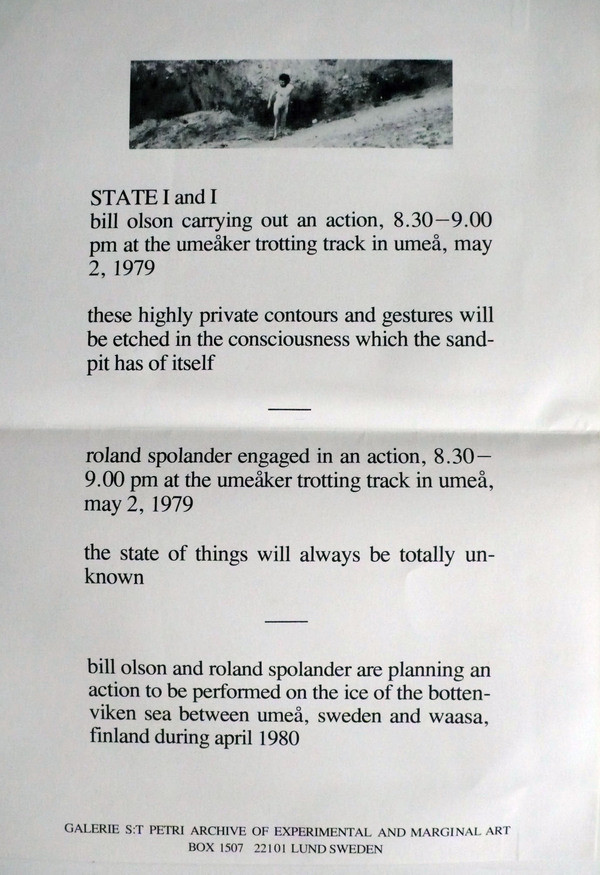 STATE I and I
bill olson carrying out an action, 8.30—9.00
pm at the umeåker trotting track in umeå, may
2, 1979
these highly private contours and gestures will
be etched in the consciousness which the sand-
pit has of itself
roland spolander engaged in an action, 8.30—
9.00 pm at the umeåker trotting track in umeå,
may 2, 1979
the state of things will always be totally un-
known
bill olson and roland spolander are planning an
action to be performed on the ice of the botten-
viken sea between umeå, sweden and waasa,
finland during april 1980
GALERIE S:T PETRI ARCHIVE OF EXPERIMENTAL AND MARGINAL ART
BOX 1507 22101 LUND SWEDEN